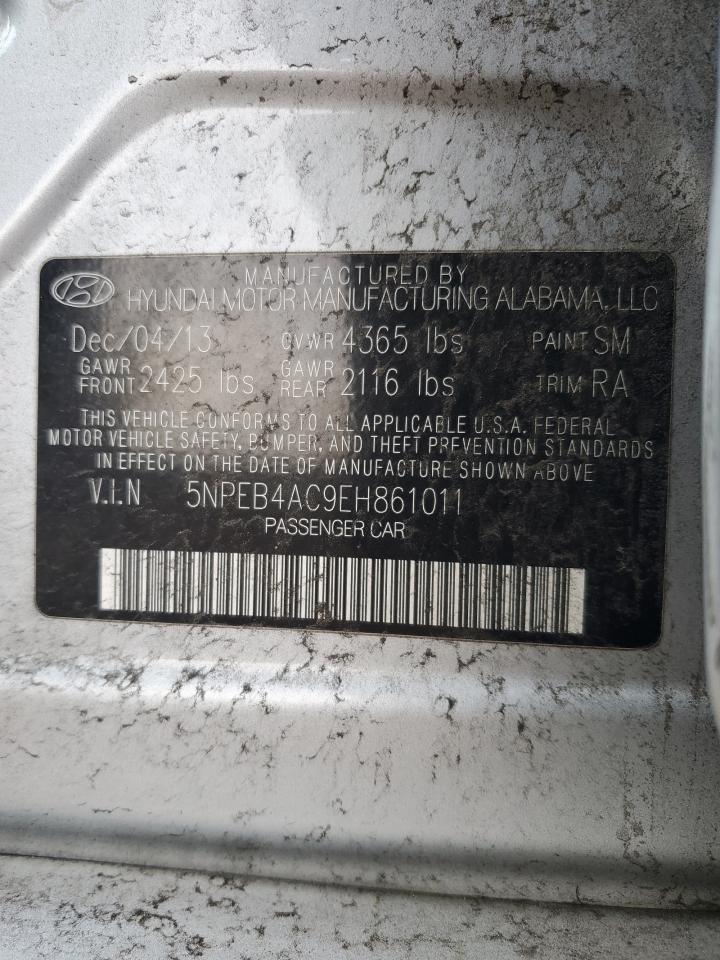 MANUFACTURED BY
HYUNDAI MOTOR MANUFACTURING ALABAMA, LLC
Dec/04/13 GVWR 4365 lbs PAINT SM
GAWR FRONT 2425 lbs GAWR REAR 2116 lbs TRIM RA
THIS VEHICLE CONFORMS TO ALL APPLICABLE U.S.A. FEDERAL
MOTOR VEHICLE SAFETY, BUMPER, AND THEFT PREVENTION STANDARDS
IN EFFECT ON THE DATE OF MANUFACTURE SHOWN ABOVE
V.I.N 5NPEB4AC9EH861011
PASSENGER CAR